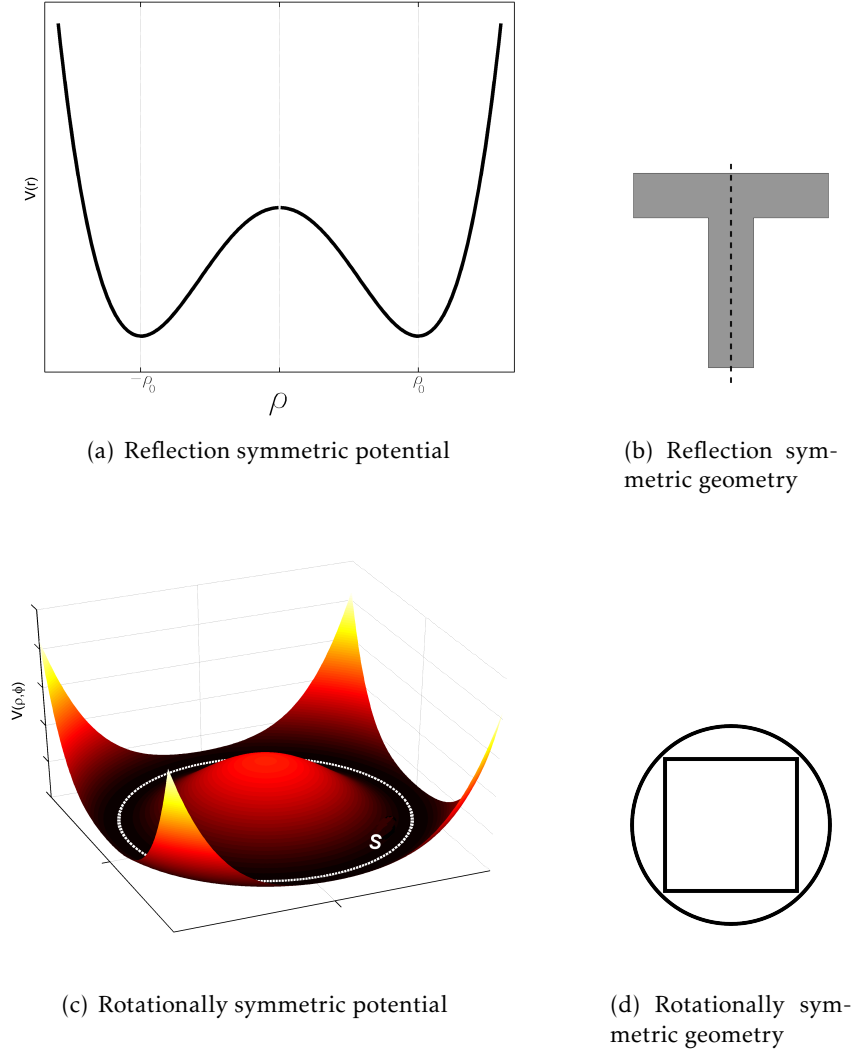 V(r)
−ρ₀
ρ₀
ρ
(a) Reflection symmetric potential
(b) Reflection sym-
metric geometry
V(ρ,ϕ)
S
(c) Rotationally symmetric potential
(d) Rotationally sym-
metric geometry